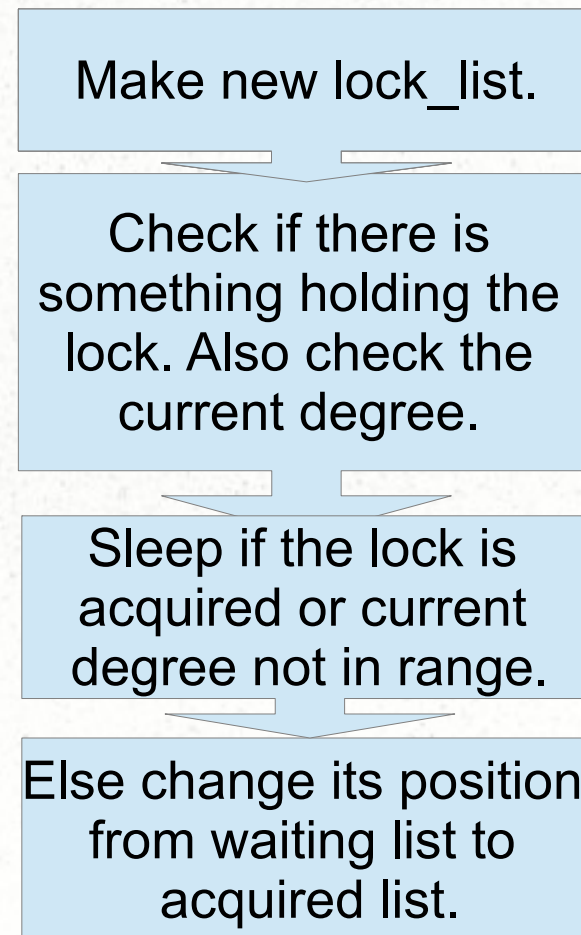 Make new lock_list.
Check if there is
something holding the
lock. Also check the
current degree.
Sleep if the lock is
acquired or current
degree not in range.
Else change its position
from waiting list to
acquired list.